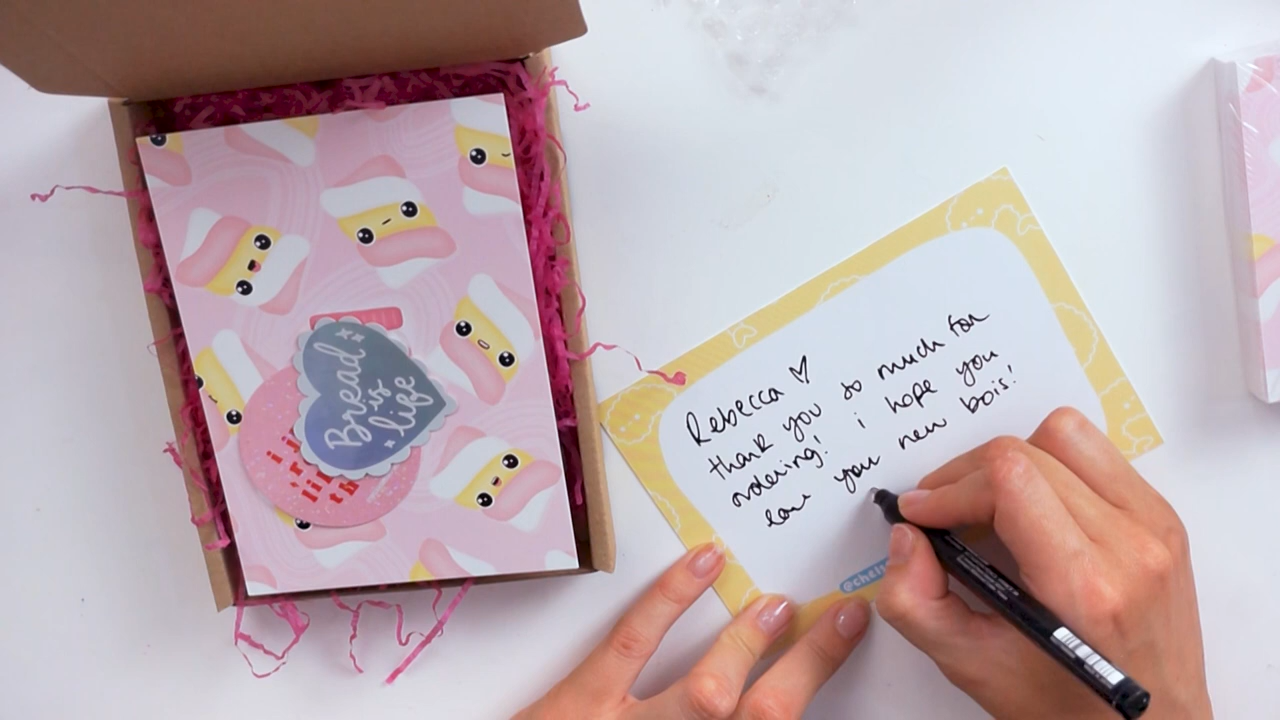 Bread
is
life
Rebecca ♡
thank you so much for
ordering! i hope you
love your new bois!